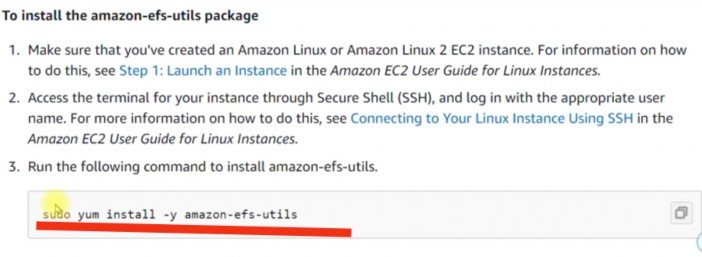 To install the amazon-efs-utils package
1. Make sure that you've created an Amazon Linux or Amazon Linux 2 EC2 instance. For information on how
to do this, see Step 1: Launch an Instance in the Amazon EC2 User Guide for Linux Instances.
2. Access the terminal for your instance through Secure Shell (SSH), and log in with the appropriate user
name. For more information on how to do this, see Connecting to Your Linux Instance Using SSH in the
Amazon EC2 User Guide for Linux Instances.
3. Run the following command to install amazon-efs-utils.
sudo yum install -y amazon-efs-utils